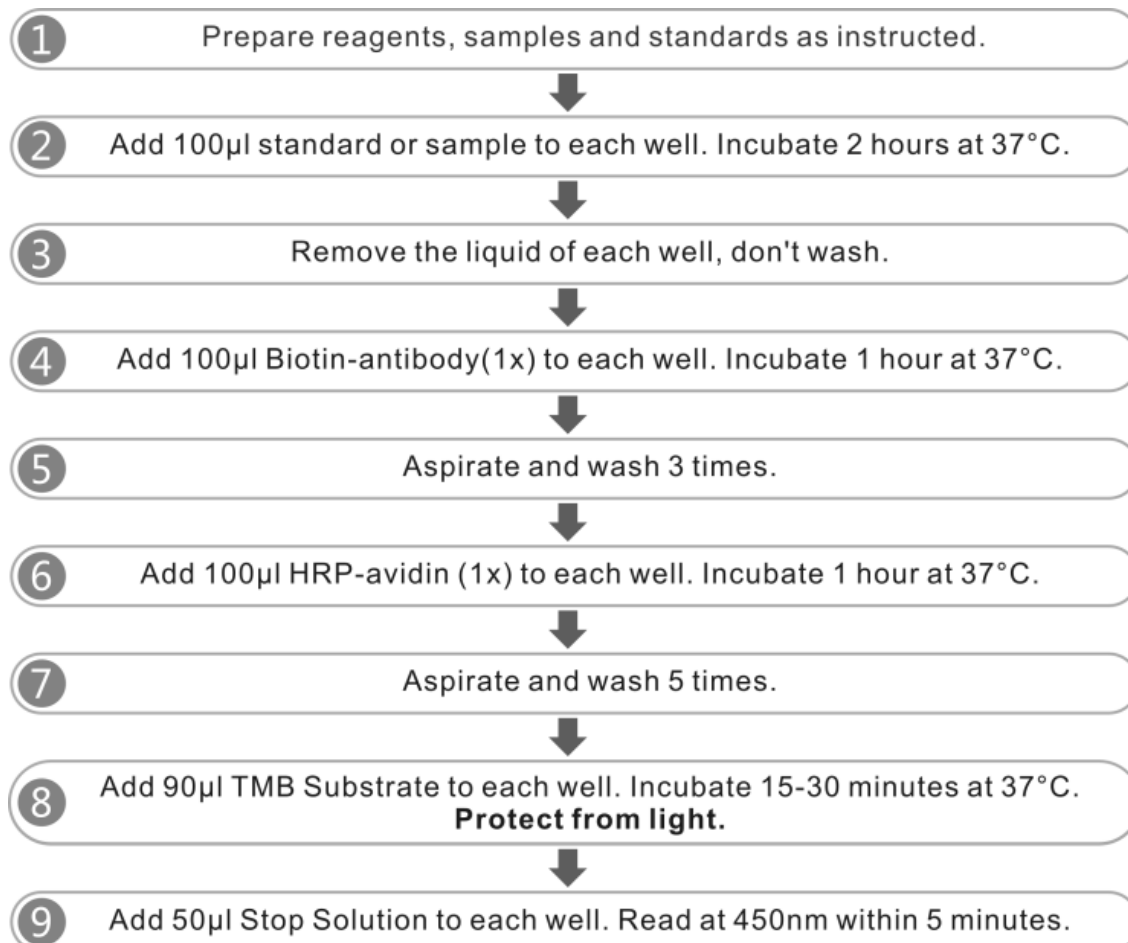 1 Prepare reagents, samples and standards as instructed.
2 Add 100µl standard or sample to each well. Incubate 2 hours at 37°C.
3 Remove the liquid of each well, don't wash.
4 Add 100µl Biotin-antibody(1x) to each well. Incubate 1 hour at 37°C.
5 Aspirate and wash 3 times.
6 Add 100µl HRP-avidin (1x) to each well. Incubate 1 hour at 37°C.
7 Aspirate and wash 5 times.
8 Add 90µl TMB Substrate to each well. Incubate 15-30 minutes at 37°C.
Protect from light.
9 Add 50µl Stop Solution to each well. Read at 450nm within 5 minutes.